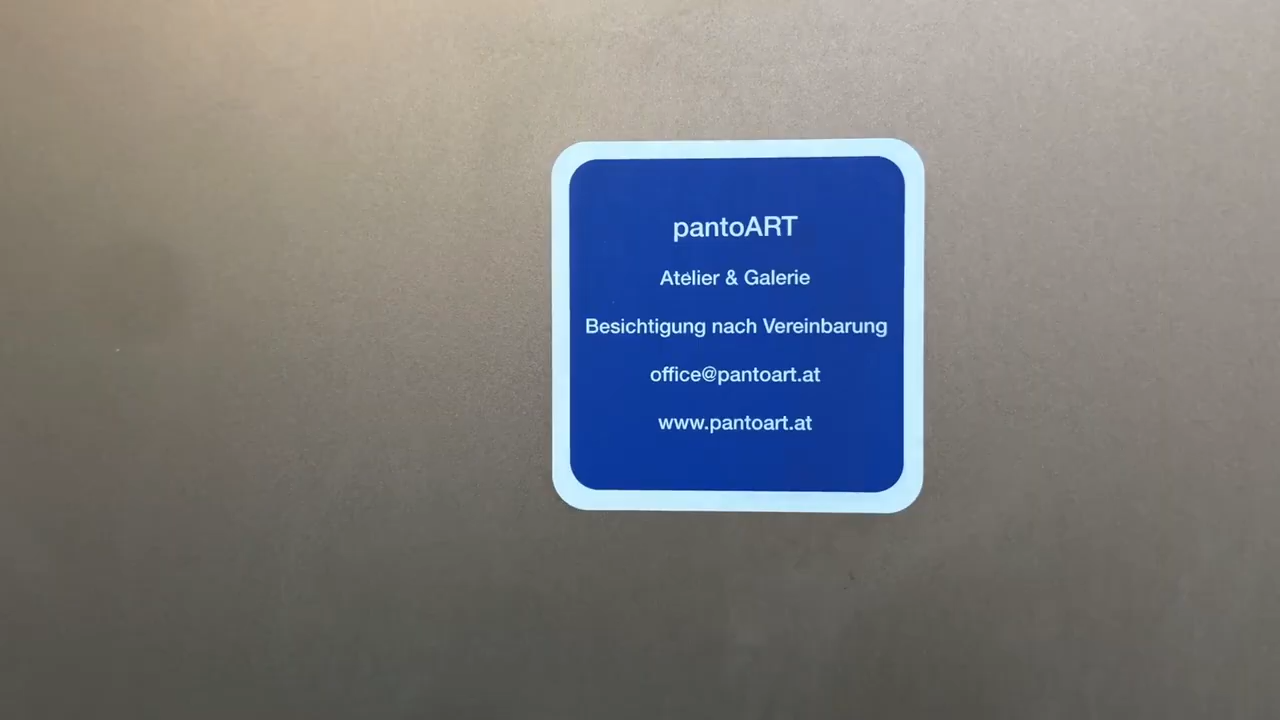 pantoART
Atelier & Galerie
Besichtigung nach Vereinbarung
office@pantoart.at
www.pantoart.at